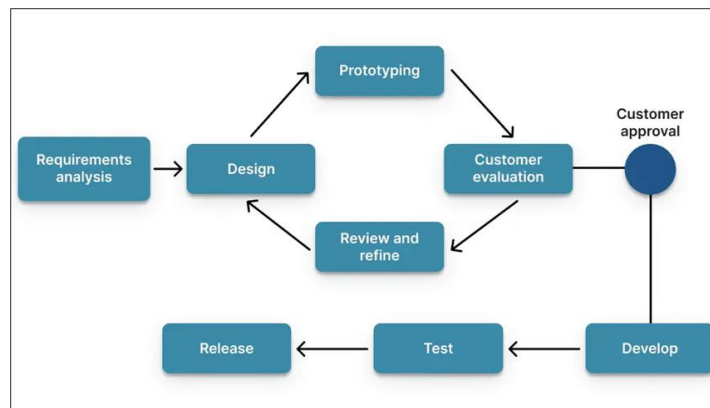 Prototyping
Customer
approval
Requirements
analysis
Design
Customer
evaluation
Review and
refine
Release
Test
Develop